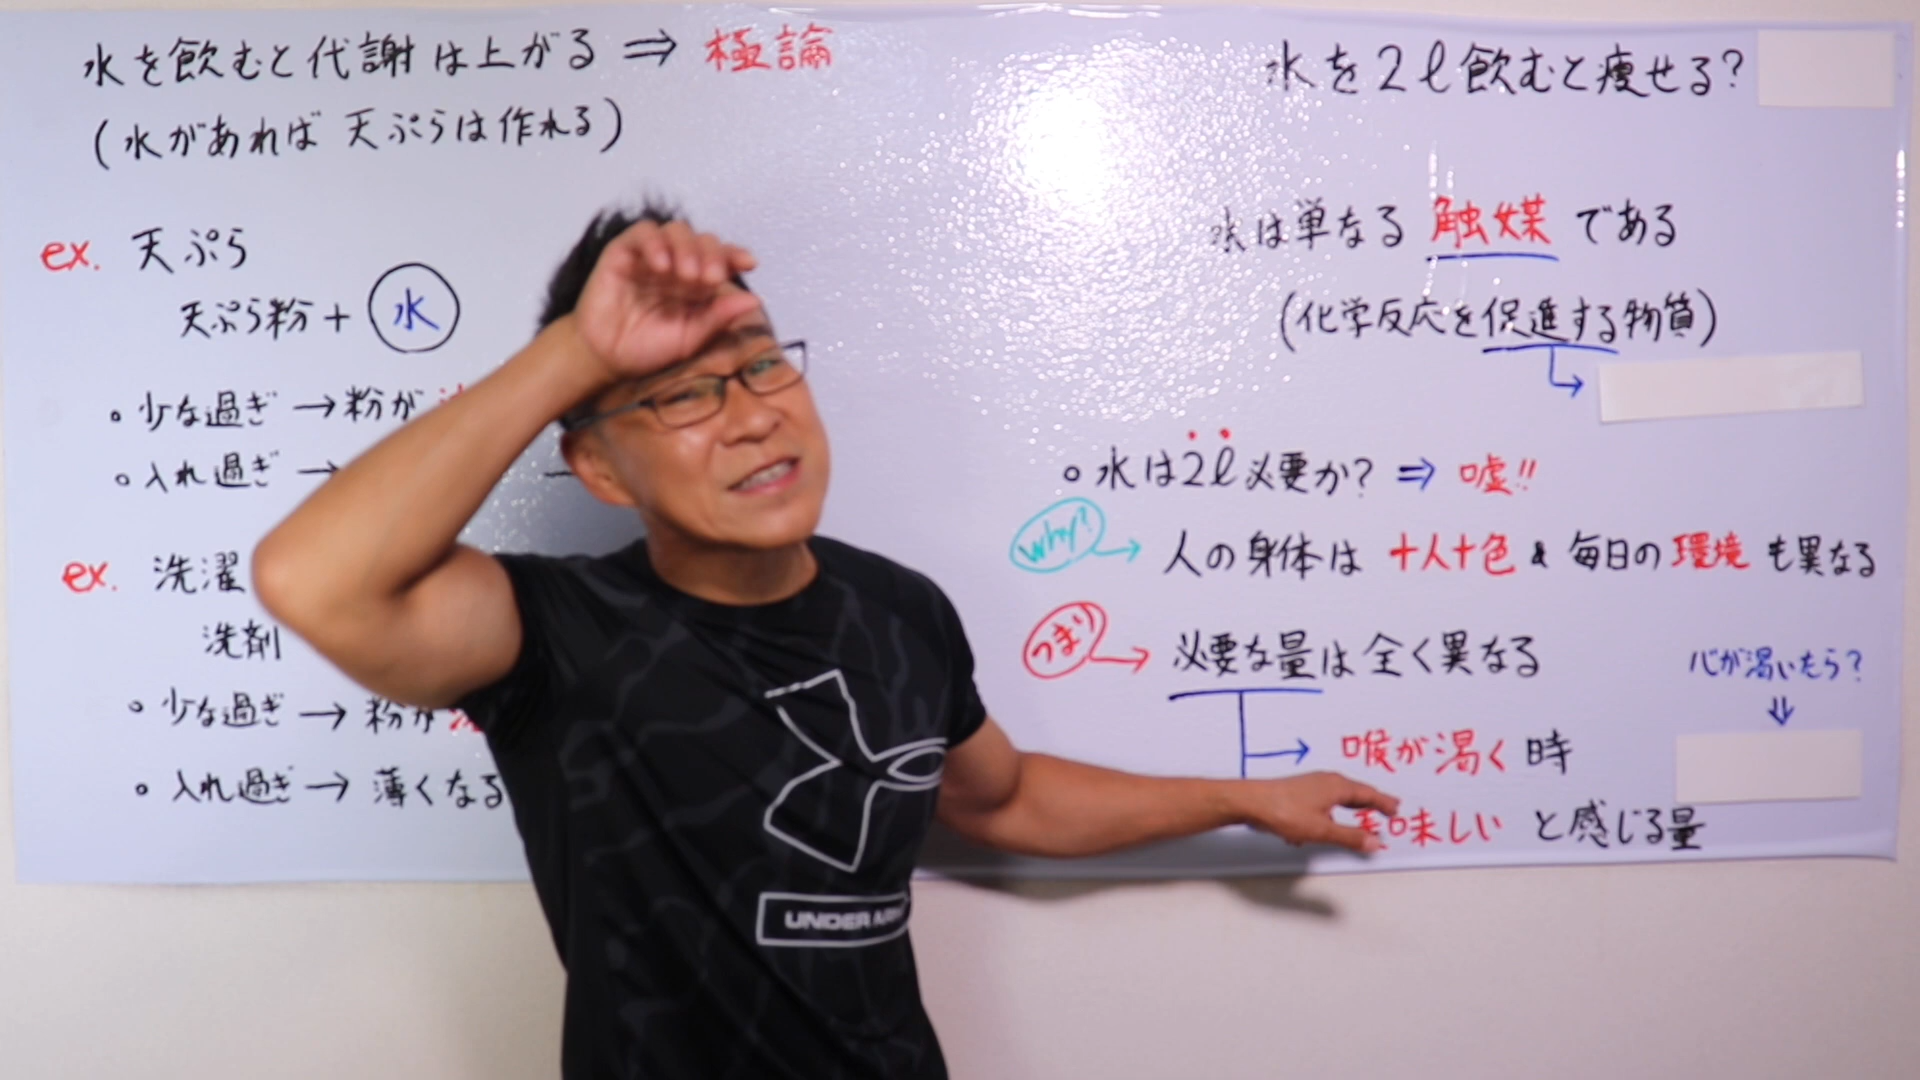 水を飲むと代謝は上がる ⇒ 極論
(水があれば 天ぷらは作れる)
ex. 天ぷら
天ぷら粉 + 水
○ 少な過ぎ → 粉が
○ 入れ過ぎ →
ex. 洗濯
洗剤
○ 少な過ぎ → 粉が
○ 入れ過ぎ → 薄くなる
水を2ℓ飲むと痩せる?
水は単なる 触媒 である
(化学反応を促進する物質)
○ 水は2ℓ必要か? ⇒ 嘘!!
why? → 人の身体は 十人十色 & 毎日の環境も異なる
つまり → 必要な量は全く異なる
→ 喉が渇く時
美味しい と感じる量
心が渇いたら?
⇓
UNDER